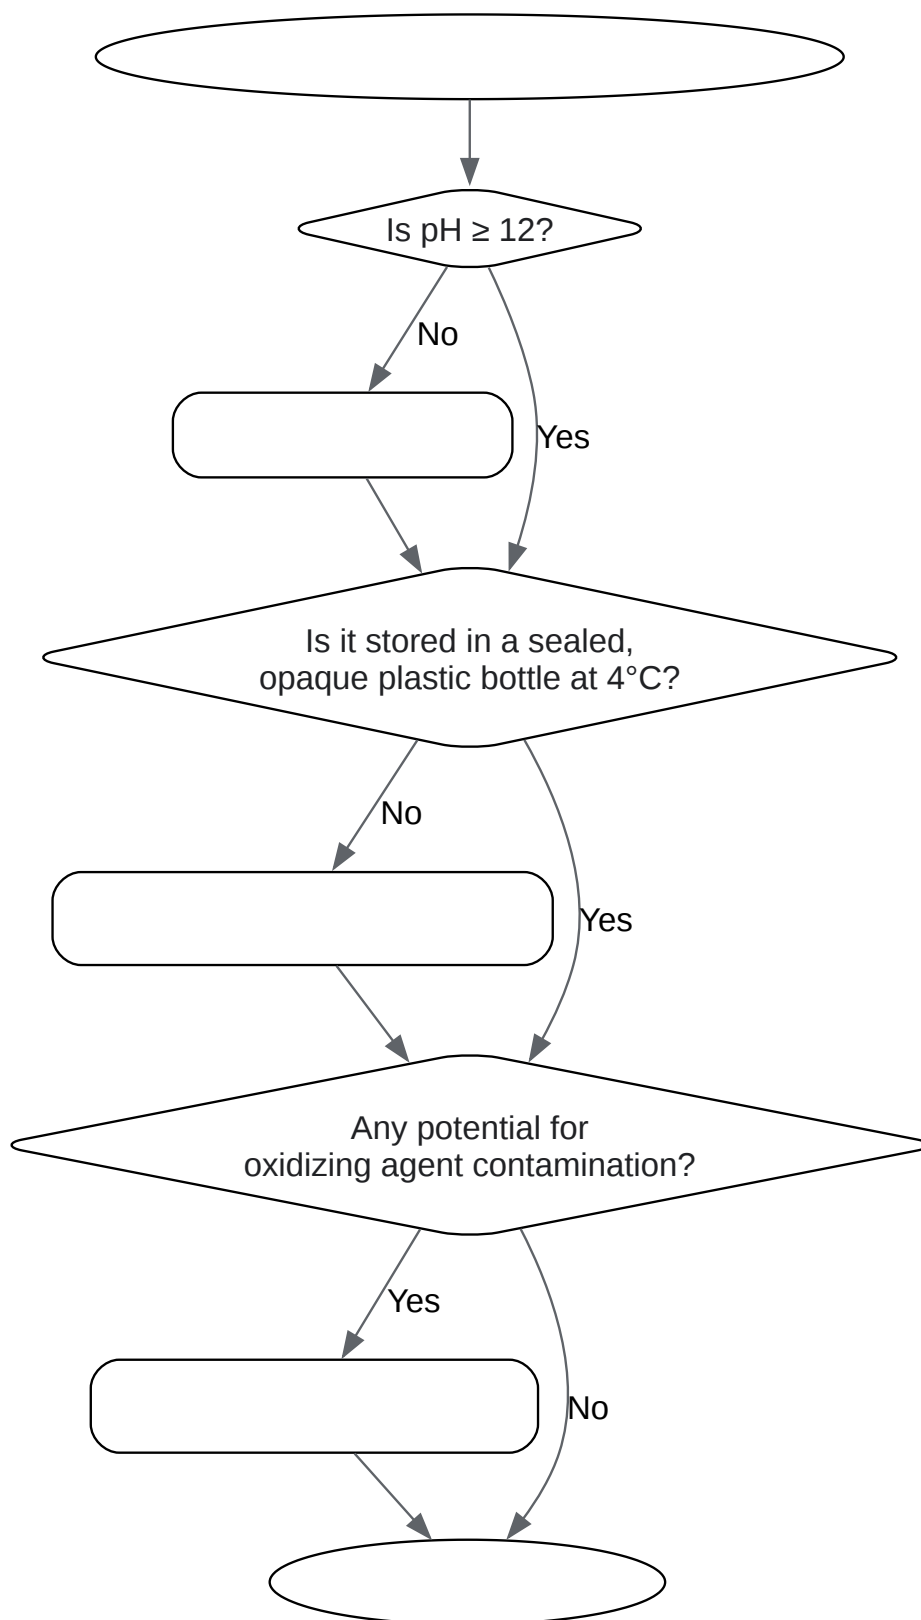 Is pH ≥ 12?
No
Yes
Is it stored in a sealed,
opaque plastic bottle at 4°C?
No
Yes
Any potential for
oxidizing agent contamination?
Yes
No